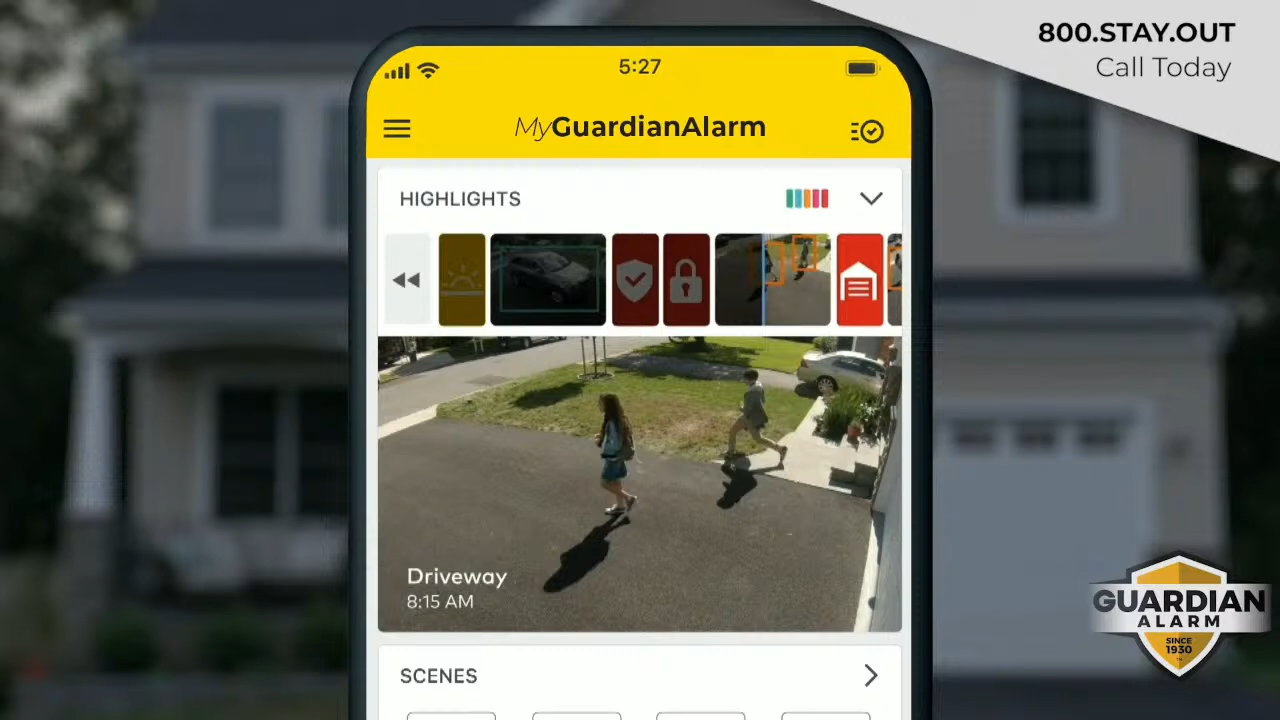 800.STAY.OUT
Call Today
5:27
MyGuardianAlarm
HIGHLIGHTS
Driveway
8:15 AM
SCENES
GUARDIAN
ALARM
SINCE
1930